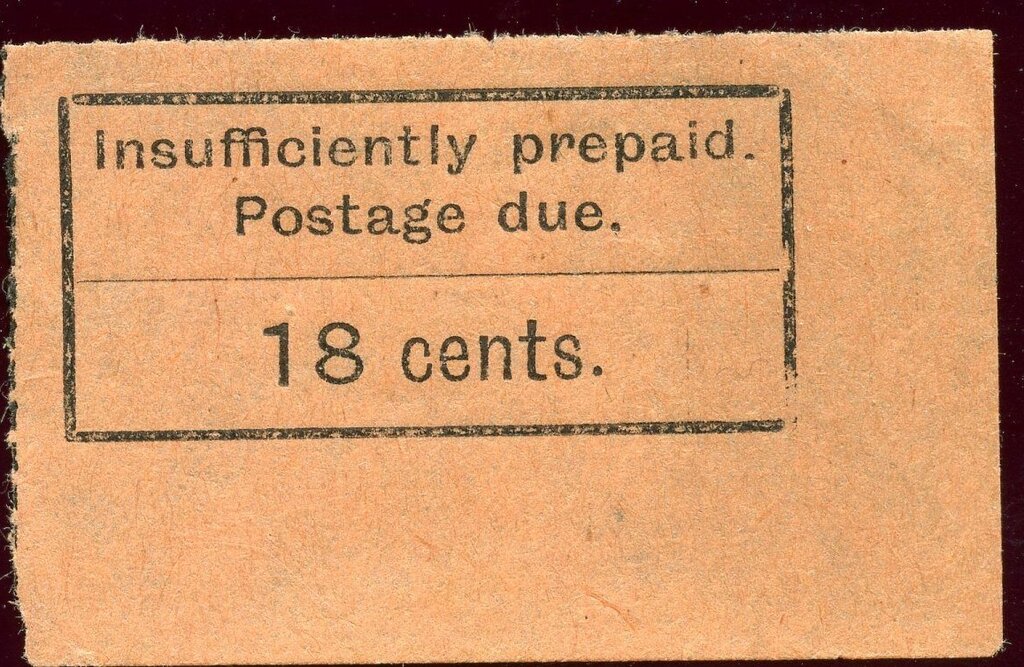 Insufficiently prepaid.
Postage due.
18 cents.